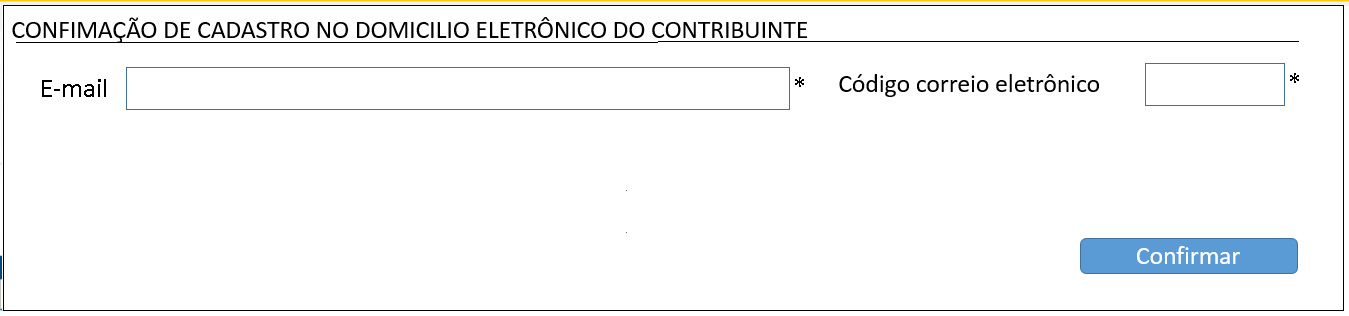 CONFIMAÇÃO DE CADASTRO NO DOMICILIO ELETRÔNICO DO CONTRIBUINTE
E-mail * Código correio eletrônico *
Confirmar